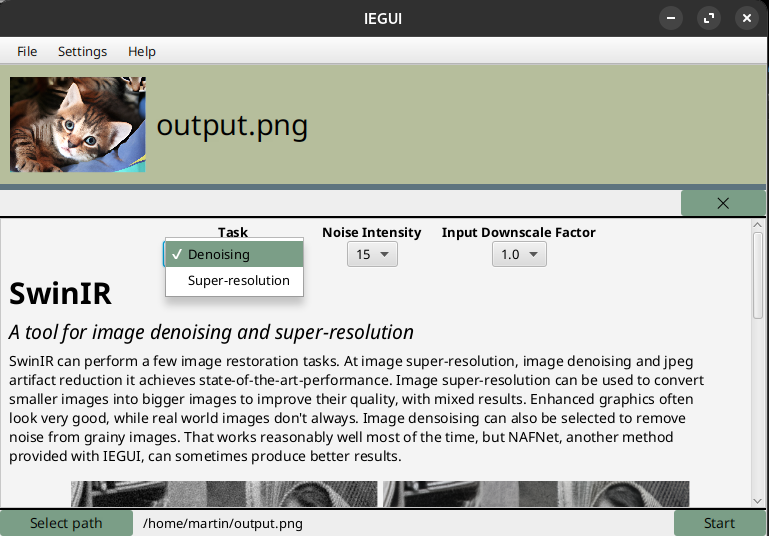 IEGUI
File Settings Help
output.png
Task Noise Intensity Input Downscale Factor
✓ Denoising 15 1.0
Super-resolution
SwinIR
A tool for image denoising and super-resolution
SwinIR can perform a few image restoration tasks. At image super-resolution, image denoising and jpeg
artifact reduction it achieves state-of-the-art-performance. Image super-resolution can be used to convert
smaller images into bigger images to improve their quality, with mixed results. Enhanced graphics often
look very good, while real world images don't always. Image densoising can also be selected to remove
noise from grainy images. That works reasonably well most of the time, but NAFNet, another method
provided with IEGUI, can sometimes produce better results.
Select path /home/martin/output.png Start